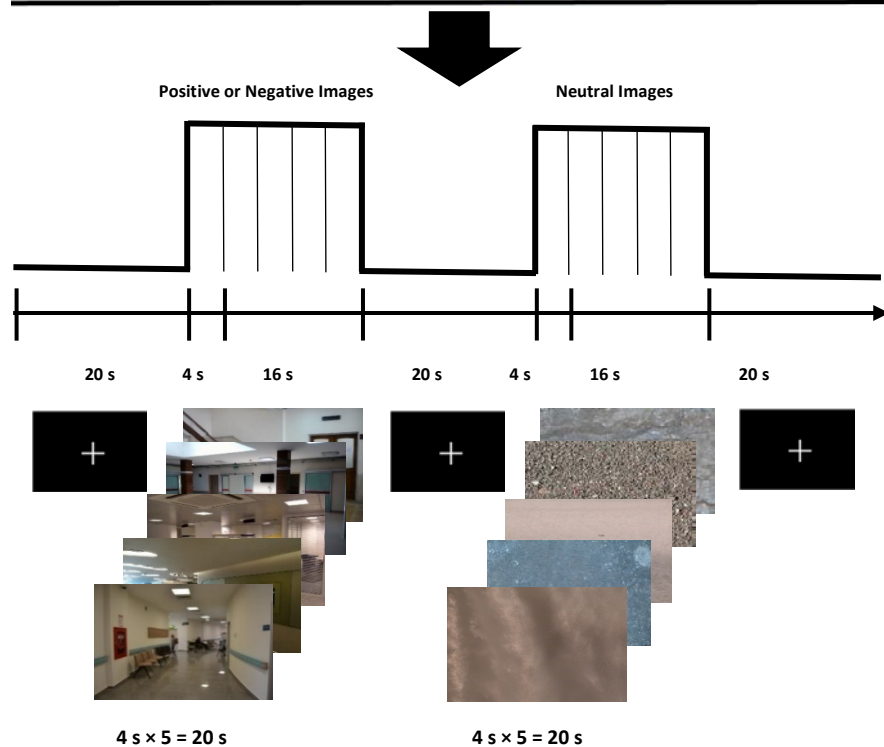 Positive or Negative Images Neutral Images
20 s 4 s 16 s 20 s 4 s 16 s 20 s
4 s × 5 = 20 s 4 s × 5 = 20 s